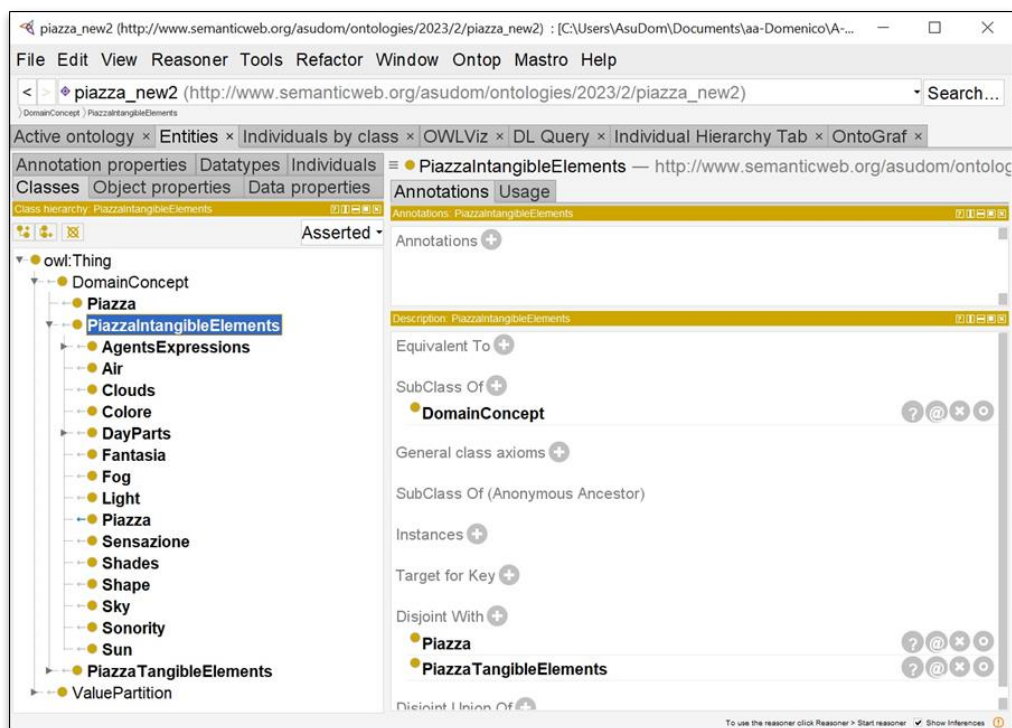 piazza_new2 (http://www.semanticweb.org/asudom/ontologies/2023/2/piazza_new2) : [C:\Users\AsuDom\Documents\aa-Domenico\A-...
File Edit View Reasoner Tools Refactor Window Ontop Mastro Help
< > piazza_new2 (http://www.semanticweb.org/asudom/ontologies/2023/2/piazza_new2) Search...
DomainConcept PiazzaIntangibleElements
Active ontology × Entities × Individuals by class × OWLViz × DL Query × Individual Hierarchy Tab × OntoGraf ×
Annotation properties Datatypes Individuals
Classes Object properties Data properties
Class hierarchy: PiazzaIntangibleElements
Asserted
owl:Thing
DomainConcept
Piazza
PiazzaIntangibleElements
AgentsExpressions
Air
Clouds
Colore
DayParts
Fantasia
Fog
Light
Piazza
Sensazione
Shades
Shape
Sky
Sonority
Sun
PiazzaTangibleElements
ValuePartition
PiazzaIntangibleElements — http://www.semanticweb.org/asudom/ontolog
Annotations Usage
Annotations: PiazzaIntangibleElements
Annotations
Description: PiazzaIntangibleElements
Equivalent To
SubClass Of
DomainConcept
General class axioms
SubClass Of (Anonymous Ancestor)
Instances
Target for Key
Disjoint With
Piazza
PiazzaTangibleElements
Disjoint Union Of
To use the reasoner click Reasoner > Start reasoner Show Inferences